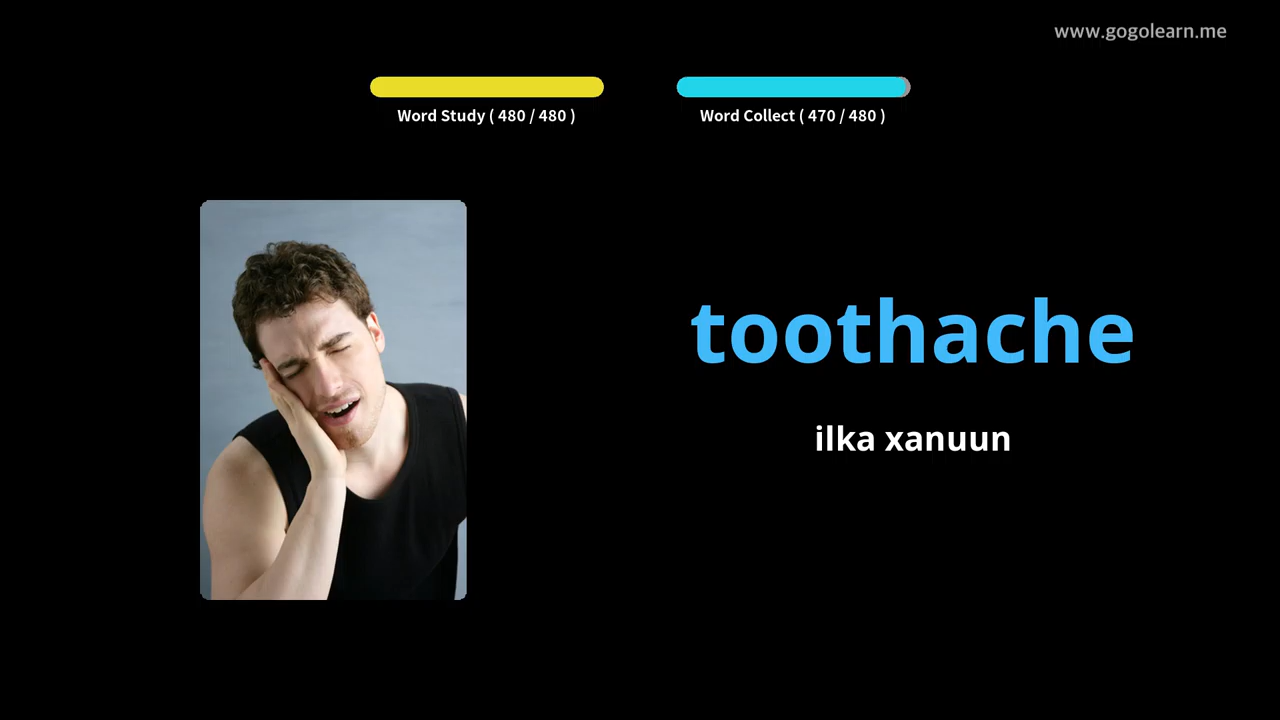 www.gogolearn.me
Word Study ( 480 / 480 )
Word Collect ( 470 / 480 )
toothache
ilka xanuun